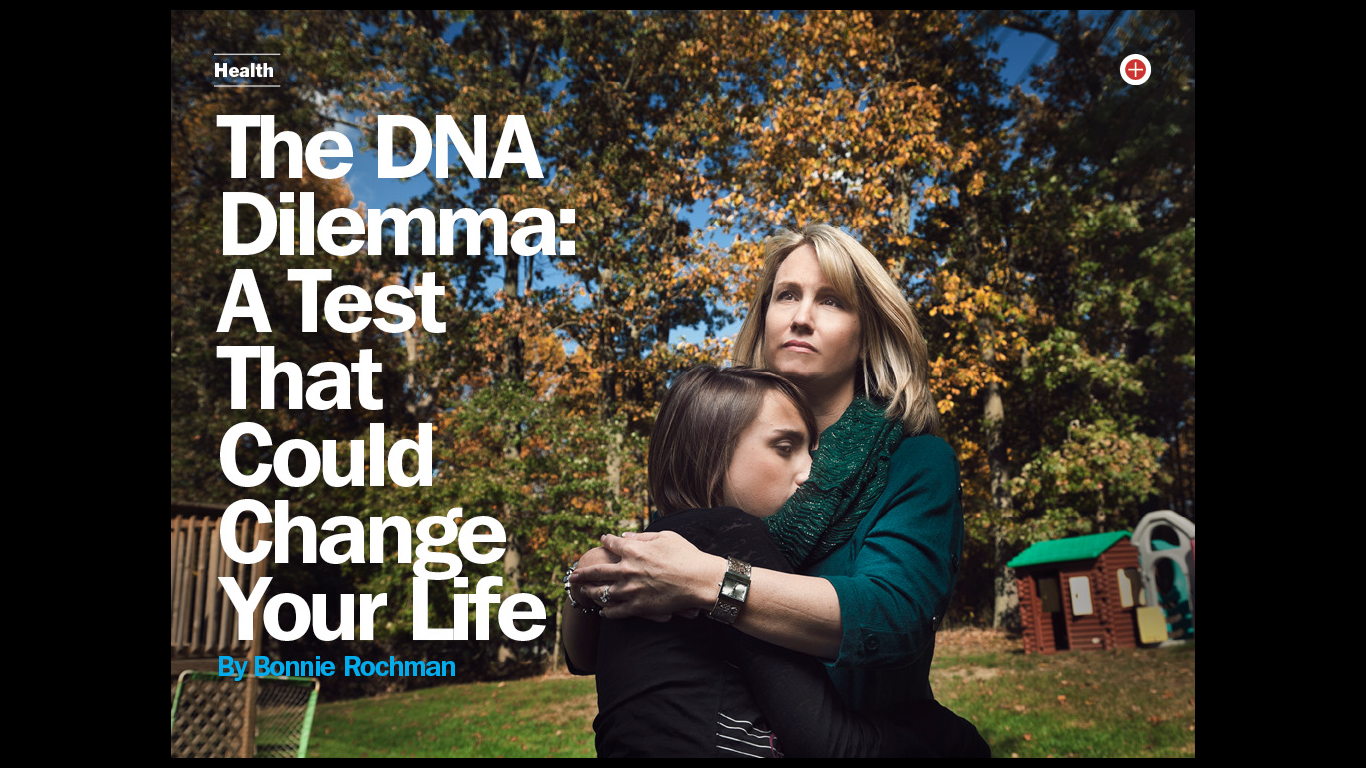 Health
The DNA
Dilemma:
A Test
That
Could
Change
Your Life
By Bonnie Rochman